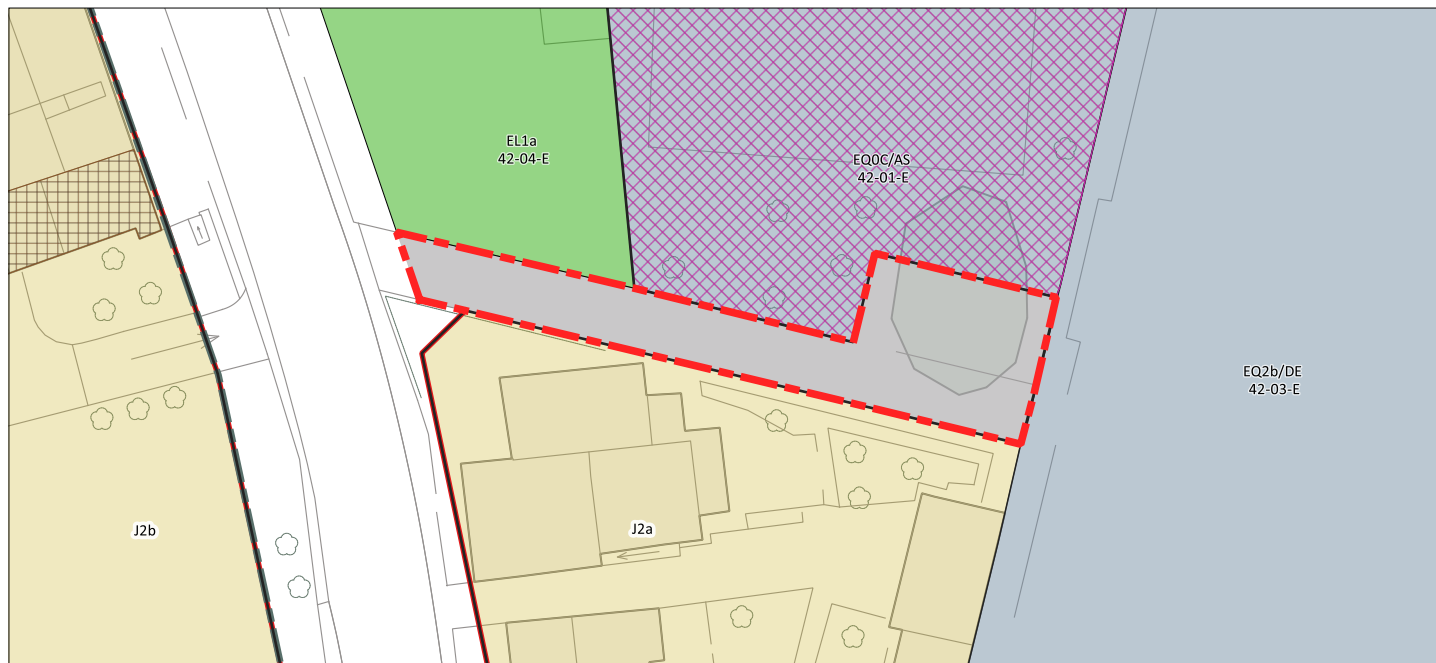 EL1a
42-04-E
EQ0C/AS
42-01-E
EQ2b/DE
42-03-E
J2b
J2a